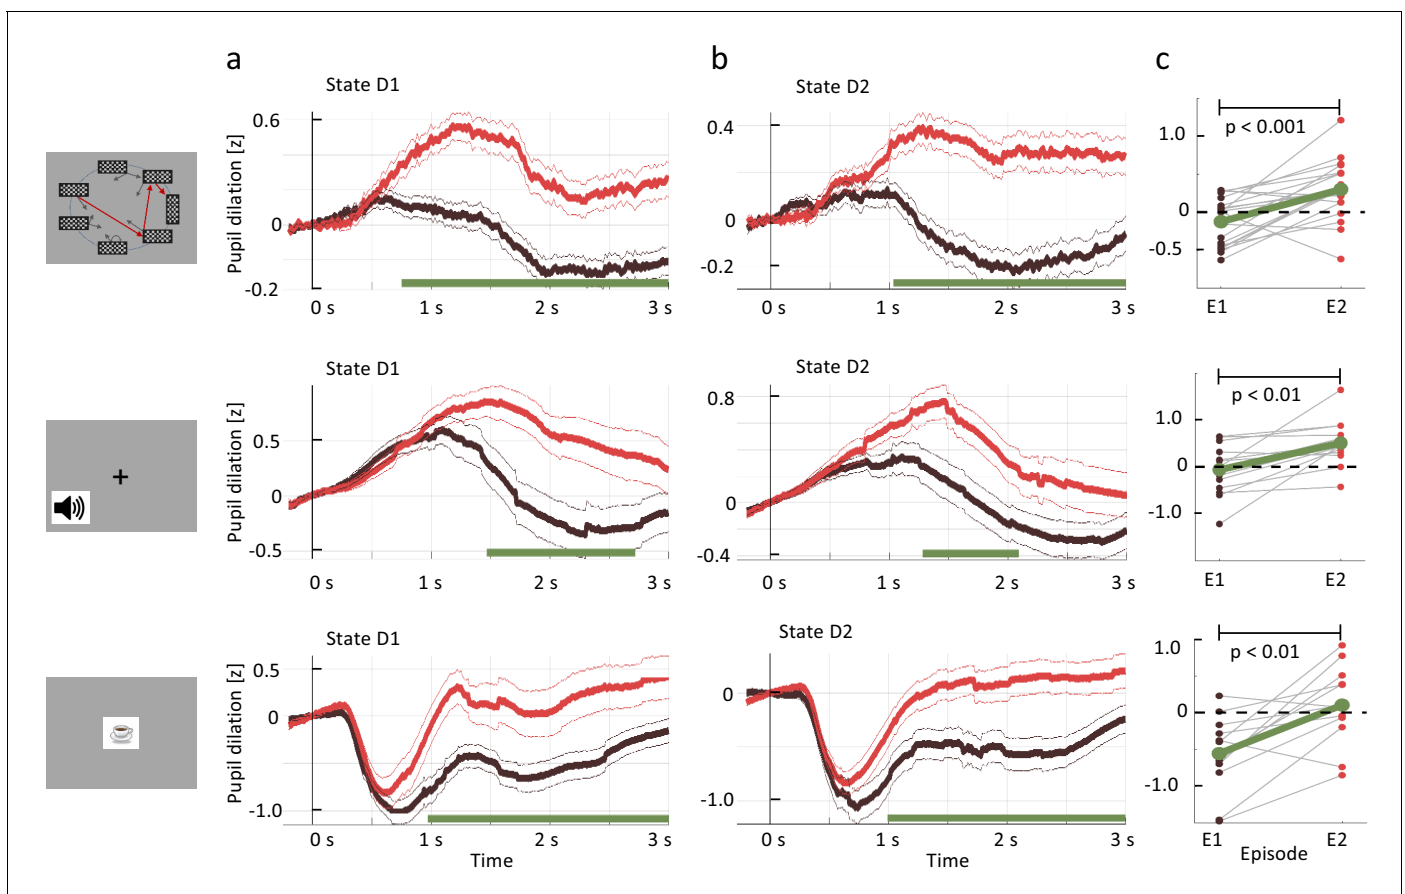 a
b
c
State D1
State D2
Pupil dilation [z]
0.6
0
-0.2
0 s
1 s
2 s
3 s
0.4
0
-0.2
0 s
1 s
2 s
3 s
1.0
0
-0.5
p < 0.001
E1
E2
State D1
State D2
Pupil dilation [z]
0.5
0
-0.5
0 s
1 s
2 s
3 s
0.8
0
-0.4
0 s
1 s
2 s
3 s
1.0
0
-1.0
p < 0.01
E1
E2
State D1
State D2
Pupil dilation [z]
0.5
0
-1.0
0 s
1 s
2 s
3 s
Time
0
-1.0
0 s
1 s
2 s
3 s
Time
1.0
0
-1.0
p < 0.01
E1
E2
Episode